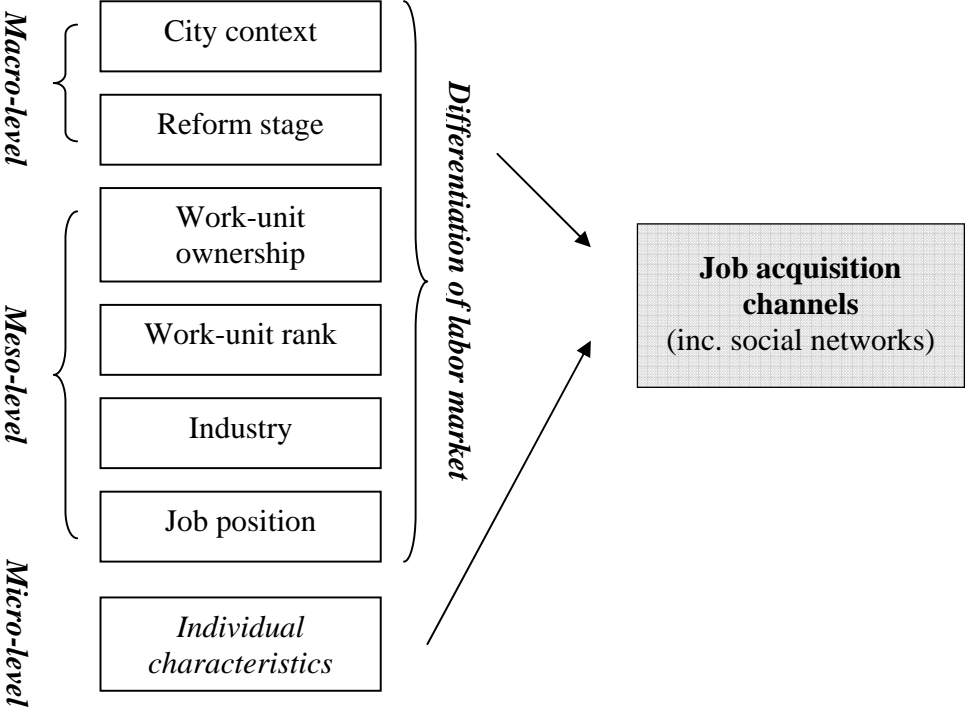 Macro-level
City context
Reform stage
Meso-level
Work-unit
ownership
Work-unit rank
Industry
Job position
Micro-level
Individual
characteristics
Differentiation of labor market
Job acquisition
channels
(inc. social networks)